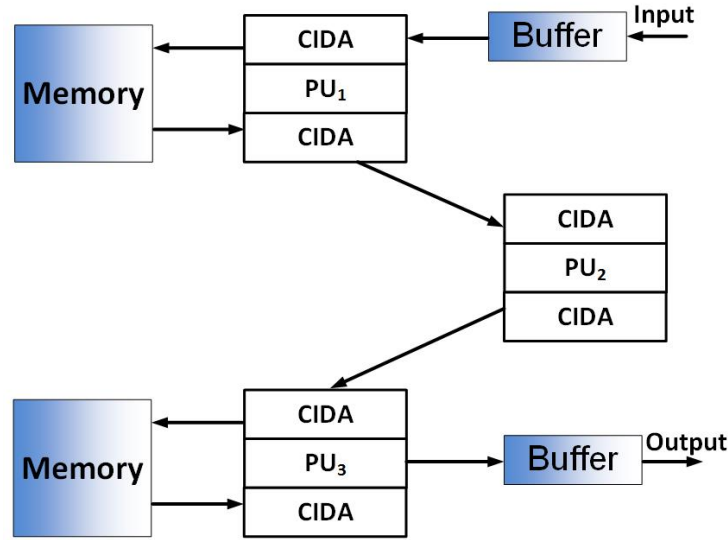 CIDA
Buffer
Input
Memory
PU₁
CIDA
CIDA
PU₂
CIDA
CIDA
Memory
PU₃
Buffer
Output
CIDA